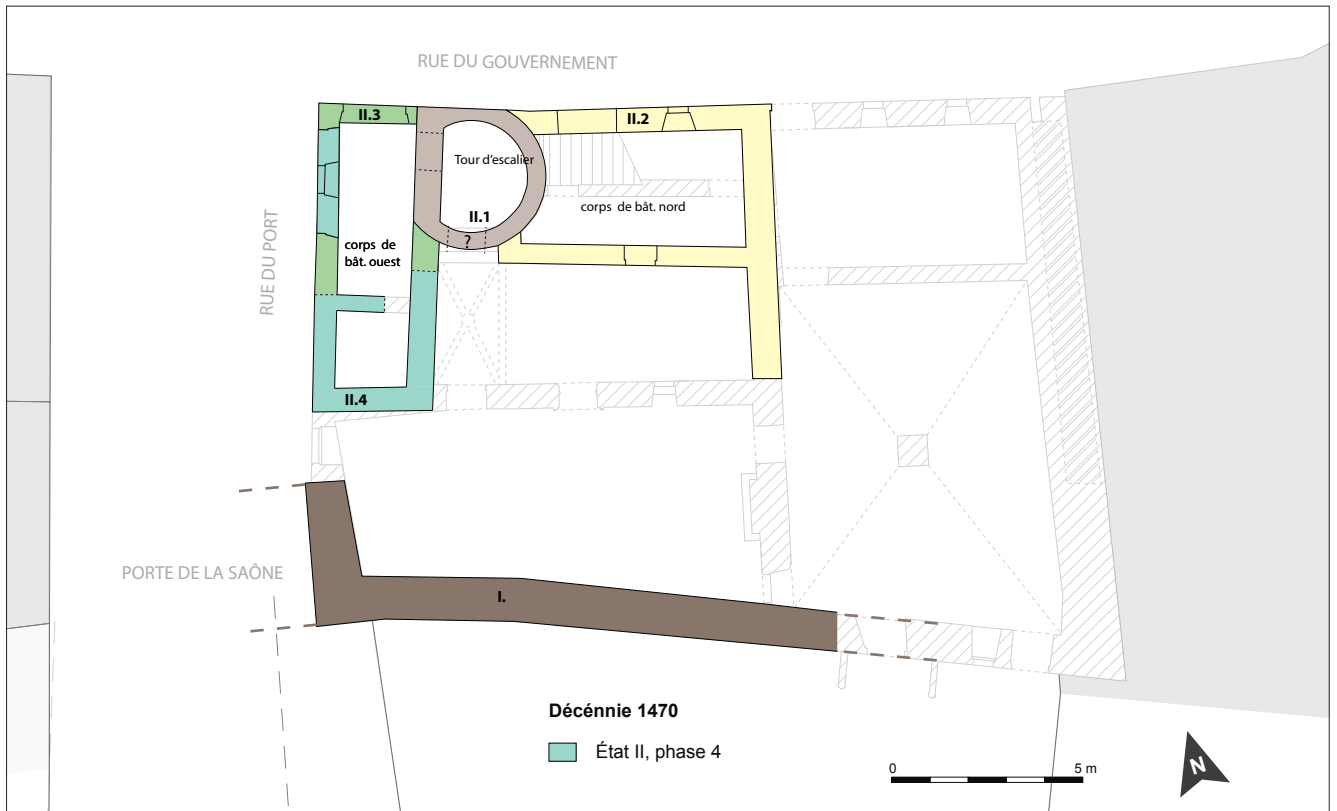 RUE DU GOUVERNEMENT
II.3
II.2
Tour d'escalier
II.1
?
corps de bât. nord
RUE DU PORT
corps de
bât. ouest
II.4
PORTE DE LA SAÔNE
I.
Décénnie 1470
État II, phase 4
0
5 m
N